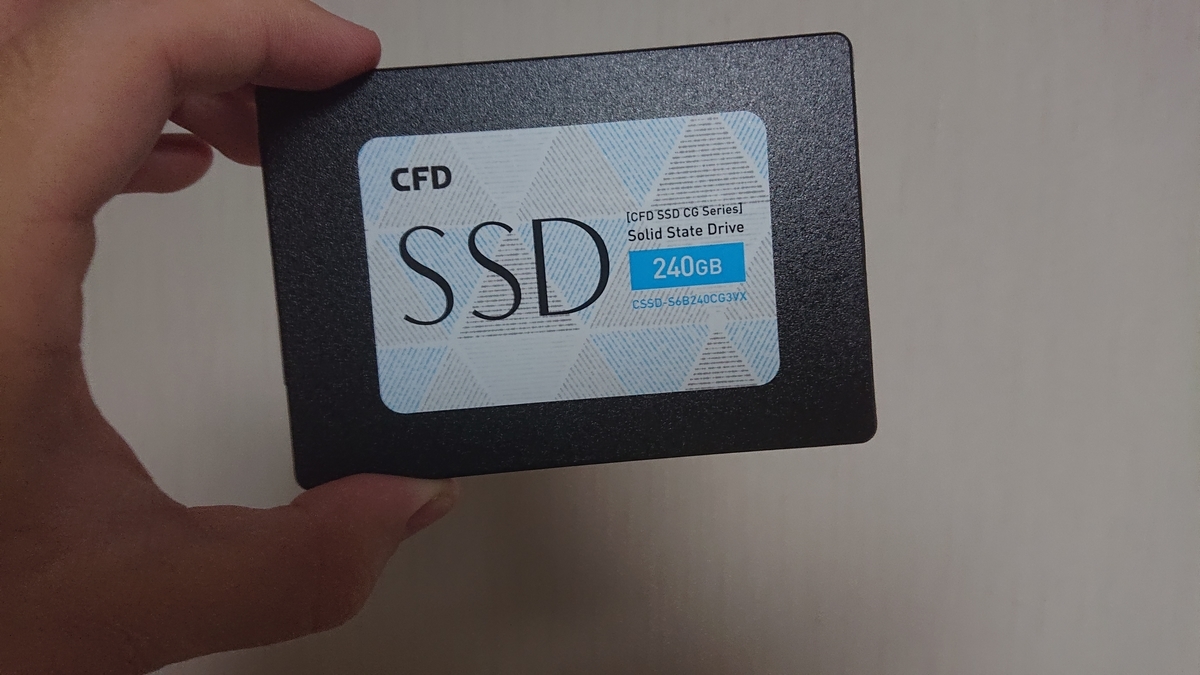 CFD
SSD
[CFD SSD CG Series]
Solid State Drive
240GB
CSSD-S6B240CG3VX